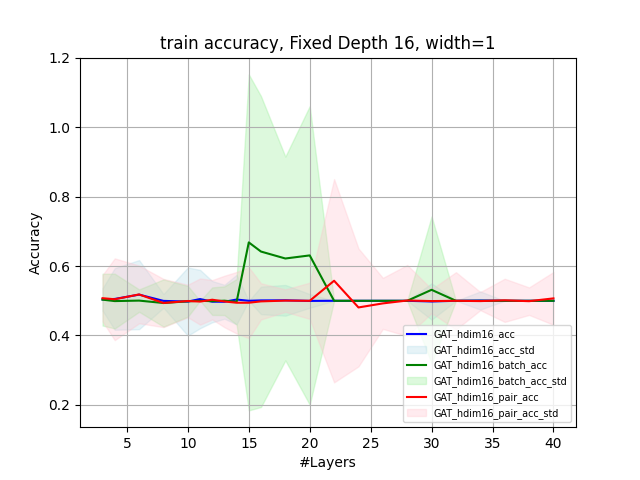 train accuracy, Fixed Depth 16, width=1
1.2
1.0
0.8
0.6
0.4
0.2
Accuracy
5 10 15 20 25 30 35 40
#Layers
GAT_hdim16_acc
GAT_hdim16_acc_std
GAT_hdim16_batch_acc
GAT_hdim16_batch_acc_std
GAT_hdim16_pair_acc
GAT_hdim16_pair_acc_std